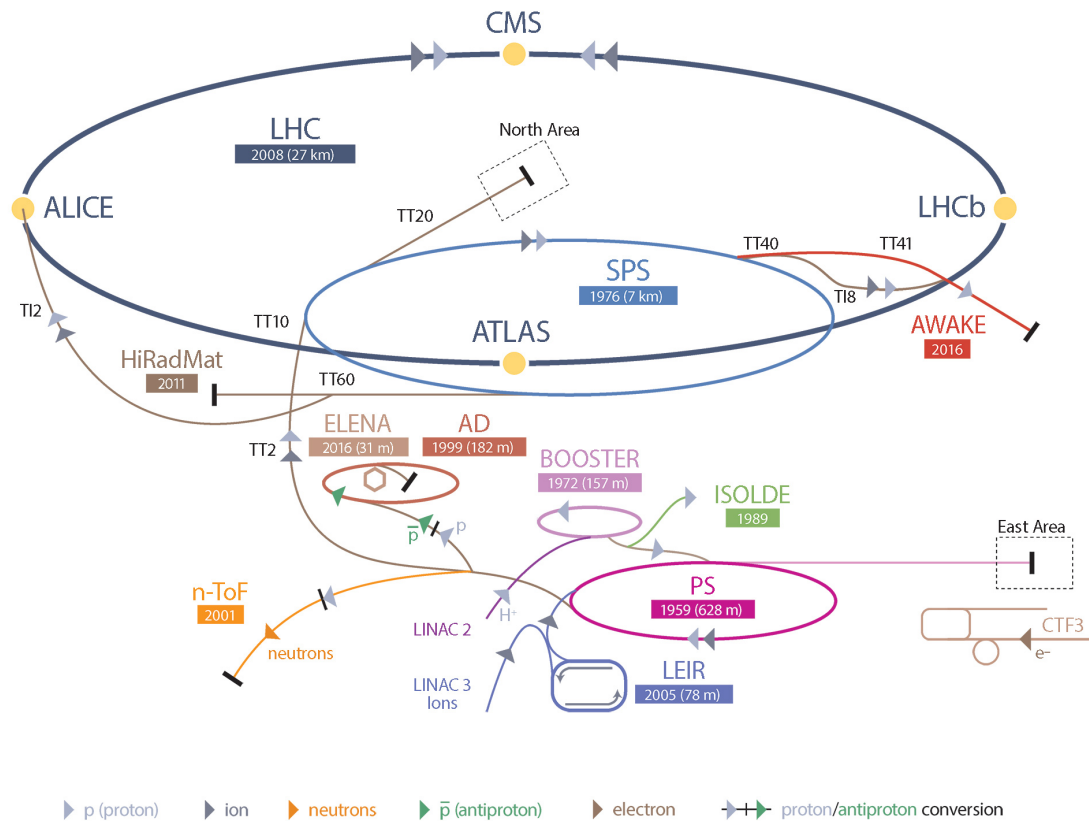 CMS
LHC
2008 (27 km)
North Area
ALICE
TT20
LHCb
TT40
TT41
SPS
1976 (7 km)
TI2
TI8
TT10
ATLAS
AWAKE
2016
HiRadMat
2011
TT60
ELENA
2016 (31 m)
AD
1999 (182 m)
TT2
BOOSTER
1972 (157 m)
ISOLDE
1989
p̅
p
East Area
n-ToF
2001
PS
1959 (628 m)
H⁺
LINAC 2
neutrons
CTF3
e–
LEIR
2005 (78 m)
LINAC 3
Ions
p (proton)
ion
neutrons
p̅ (antiproton)
electron
proton/antiproton conversion